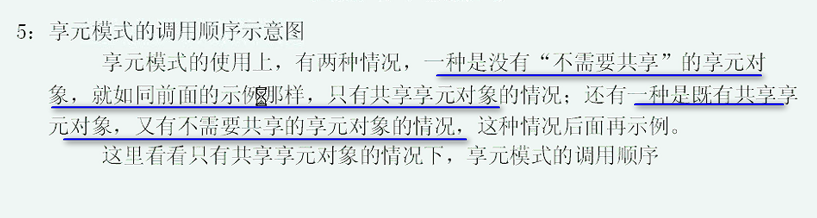 5：享元模式的调用顺序示意图
享元模式的使用上，有两种情况，一种是没有“不需要共享”的享元对
象，就如同前面的示例那样，只有共享享元对象的情况；还有一种是既有共享享
元对象，又有不需要共享的享元对象的情况，这种情况后面再示例。
这里看看只有共享享元对象的情况下，享元模式的调用顺序